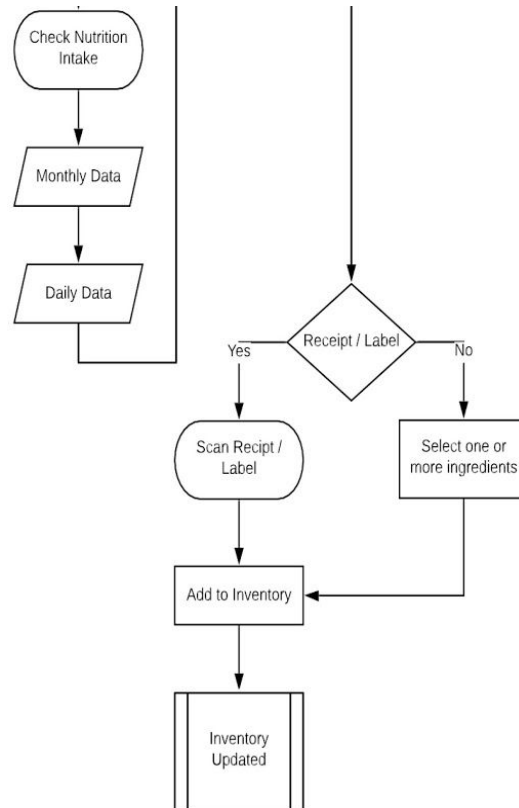 Check Nutrition
Intake
Monthly Data
Daily Data
Receipt / Label
Yes
No
Scan Recipt /
Label
Select one or
more ingredients
Add to Inventory
Inventory
Updated